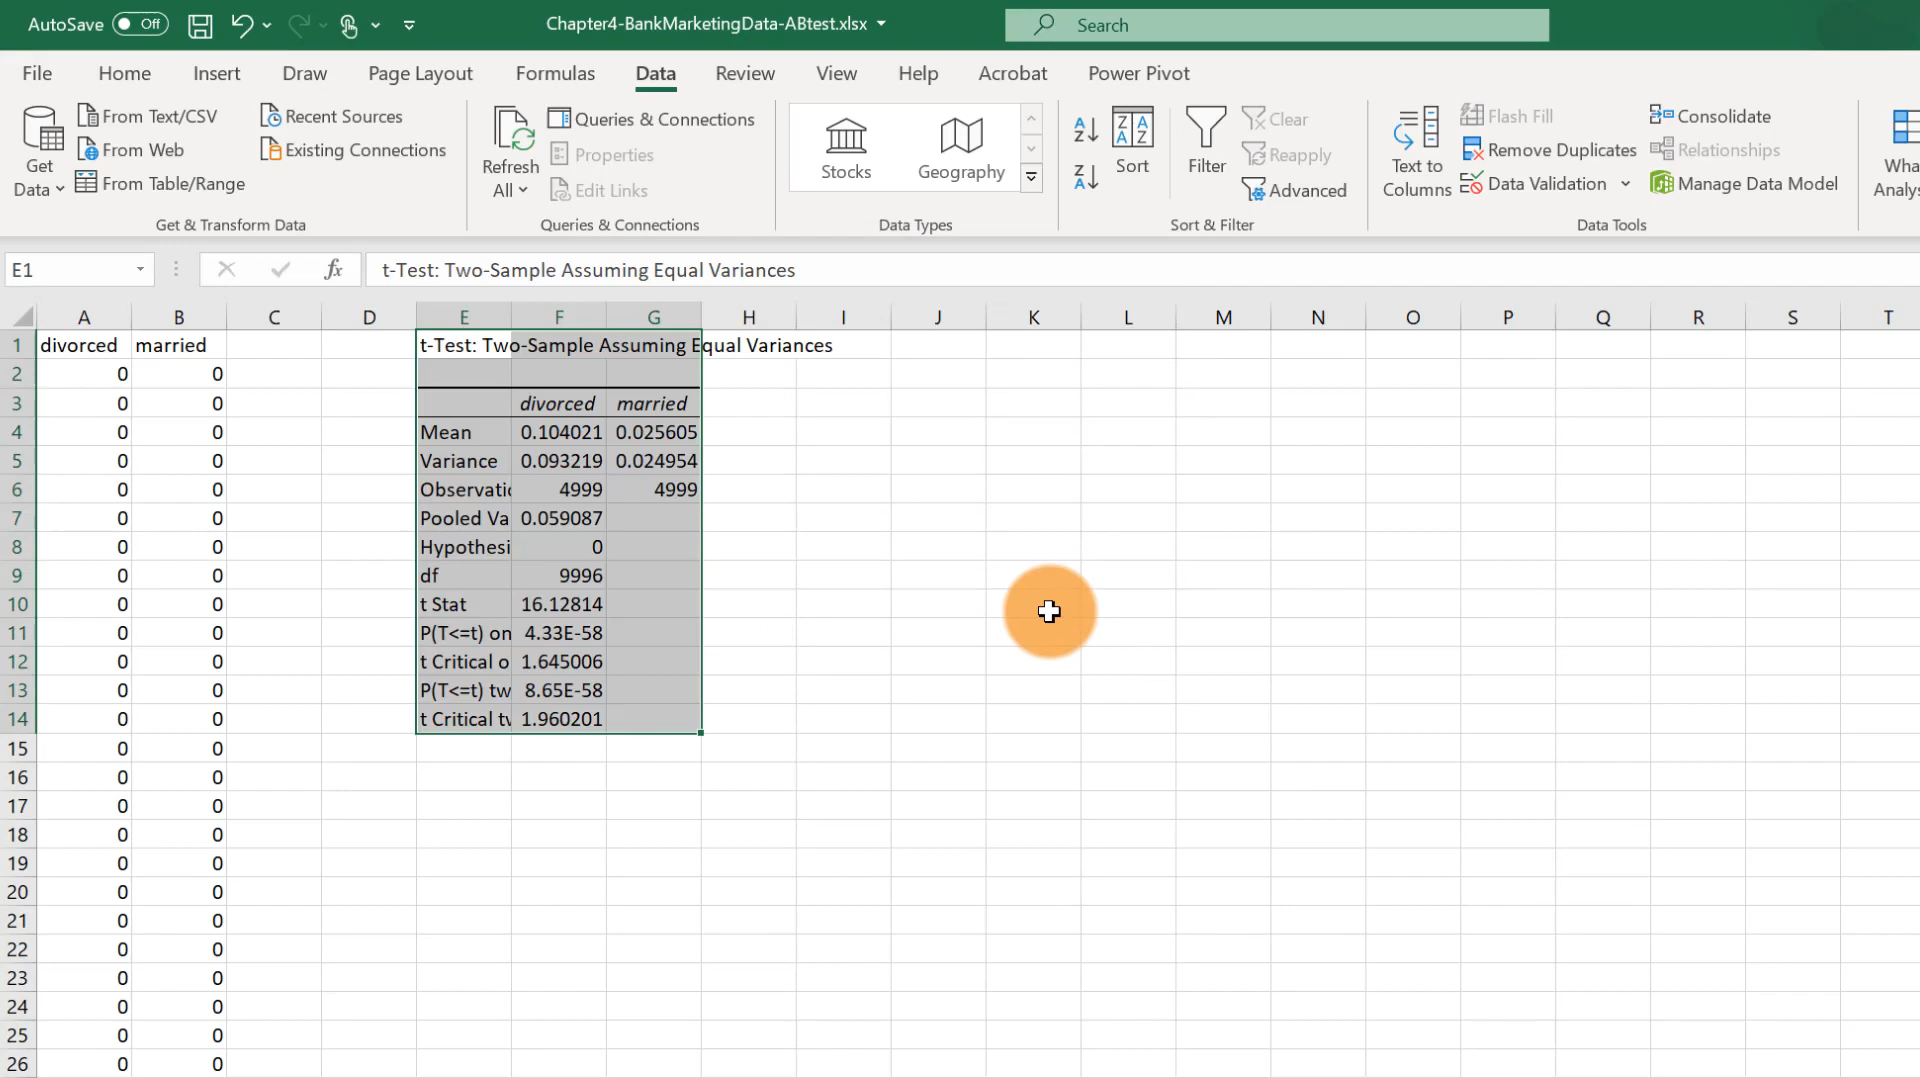 AutoSave Off Chapter4-BankMarketingData-ABtest.xlsx Search
File Home Insert Draw Page Layout Formulas Data Review View Help Acrobat Power Pivot
Get Data
From Text/CSV
From Web
From Table/Range
Recent Sources
Existing Connections
Get & Transform Data
Refresh All
Queries & Connections
Properties
Edit Links
Queries & Connections
Stocks
Geography
Data Types
Sort
Filter
Clear
Reapply
Advanced
Sort & Filter
Text to Columns
Flash Fill
Remove Duplicates
Data Validation
Consolidate
Relationships
Manage Data Model
Data Tools
Wha
Analys
E1 fx t-Test: Two-Sample Assuming Equal Variances
A B C D E F G H I J K L M N O P Q R S T
1 divorced married t-Test: Two-Sample Assuming Equal Variances
2 0 0
3 0 0 divorced married
4 0 0 Mean 0.104021 0.025605
5 0 0 Variance 0.093219 0.024954
6 0 0 Observatio 4999 4999
7 0 0 Pooled Va 0.059087
8 0 0 Hypothesi 0
9 0 0 df 9996
10 0 0 t Stat 16.12814
11 0 0 P(T<=t) on 4.33E-58
12 0 0 t Critical o 1.645006
13 0 0 P(T<=t) tw 8.65E-58
14 0 0 t Critical tw 1.960201
15 0 0
16 0 0
17 0 0
18 0 0
19 0 0
20 0 0
21 0 0
22 0 0
23 0 0
24 0 0
25 0 0
26 0 0